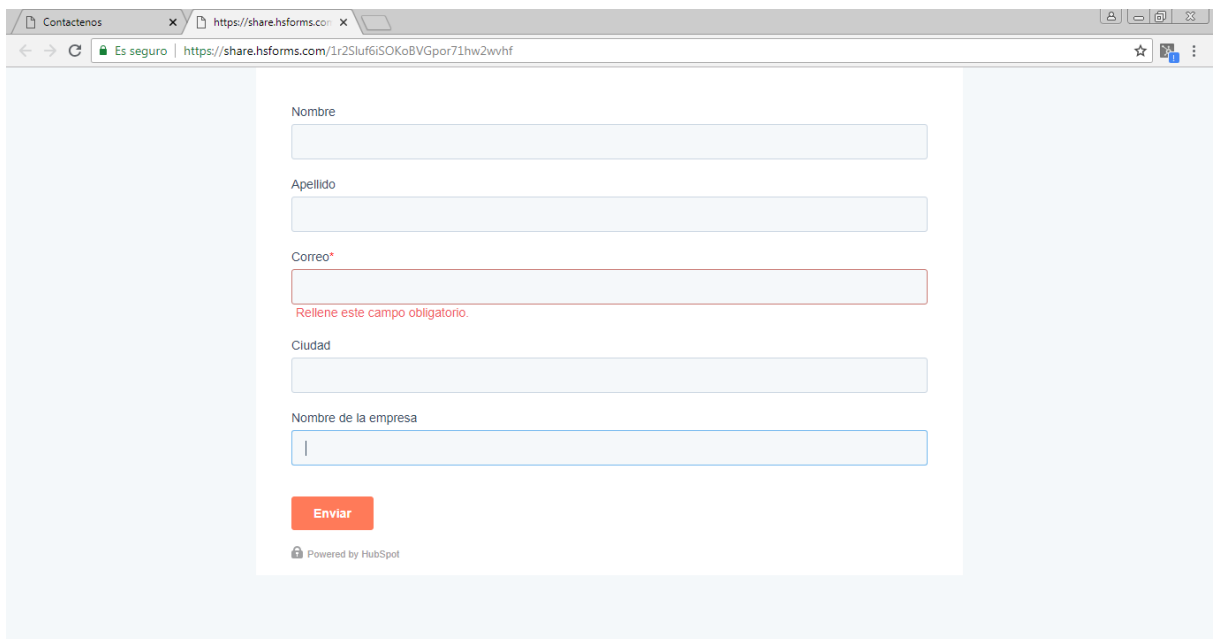 Contactenos
https://share.hsforms.con
Es seguro https://share.hsforms.com/1r2Sluf6iSOKoBVGpor71hw2wvhf
Nombre
Apellido
Correo*
Rellene este campo obligatorio.
Ciudad
Nombre de la empresa
Enviar
Powered by HubSpot